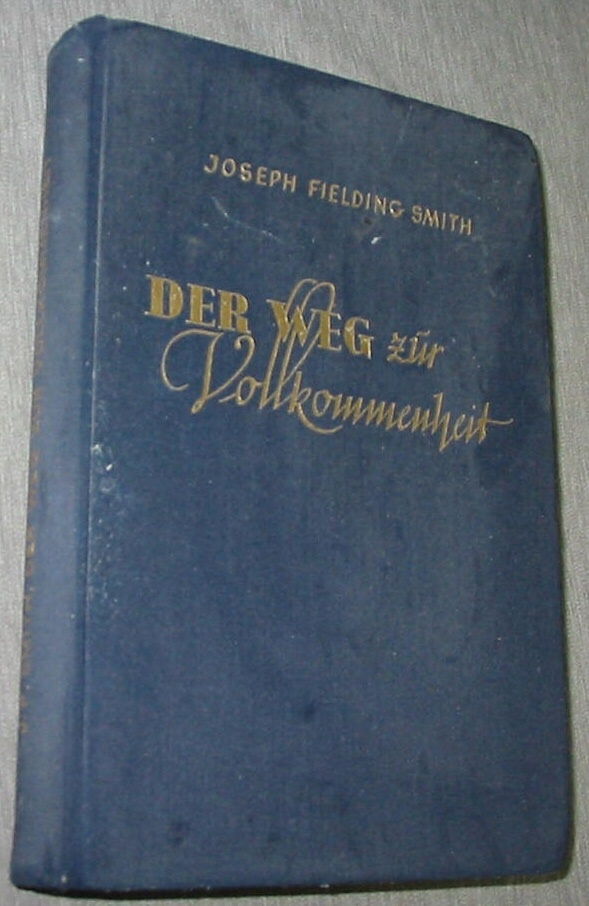 JOSEPH FIELDING SMITH
DER WEG zur
Vollkommenheit